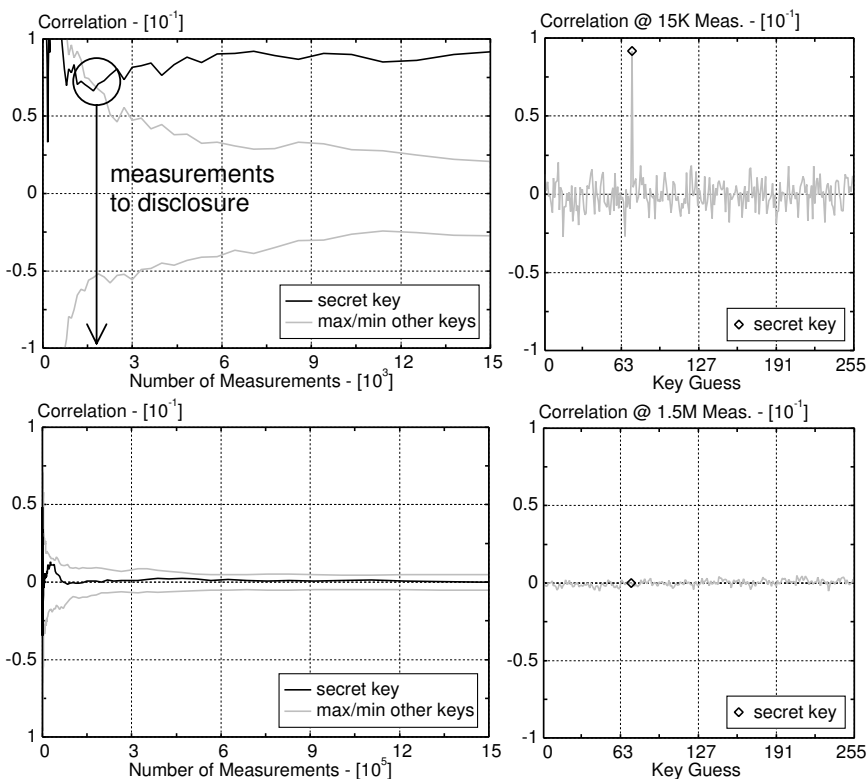 Correlation - [10⁻¹]
1
0.5
0
-0.5
-1
measurements
to disclosure
secret key
max/min other keys
0
3
6
9
12
15
Number of Measurements - [10³]
Correlation @ 15K Meas. - [10⁻¹]
1
0.5
0
-0.5
-1
secret key
0
63
127
191
255
Key Guess
Correlation - [10⁻¹]
1
0.5
0
-0.5
1
secret key
max/min other keys
0
3
6
9
12
15
Number of Measurements - [10⁵]
Correlation @ 1.5M Meas. - [10⁻¹]
1
0.5
0
-0.5
1
secret key
0
63
127
191
255
Key Guess